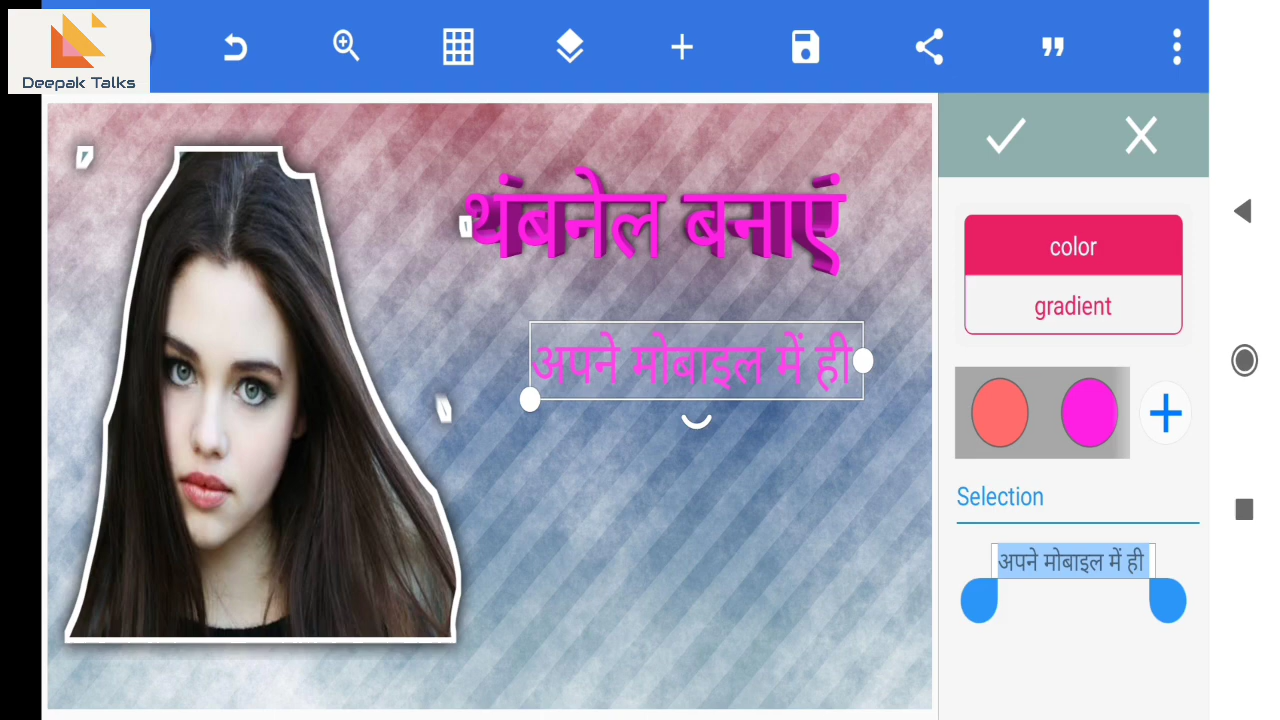 Deepak Talks
थंबनेल बनाएं
अपने मोबाइल में ही
color
gradient
Selection
अपने मोबाइल में ही